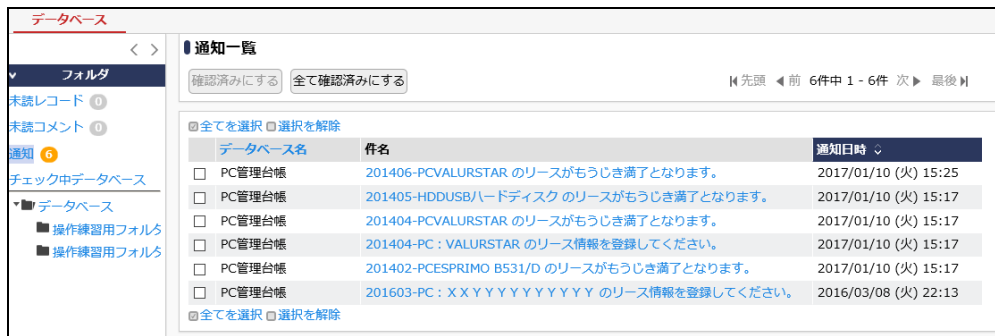 データベース
< >
フォルダ
未読レコード 0
未読コメント 0
通知 6
チェック中データベース
データベース
操作練習用フォルタ
操作練習用フォルタ
通知一覧
確認済みにする 全て確認済みにする
先頭 前 6件中 1 - 6件 次 最後
全てを選択 選択を解除
データベース名 件名 通知日時
PC管理台帳 201406-PCVALURSTAR のリースがもうじき満了となります。 2017/01/10 (火) 15:25
PC管理台帳 201405-HDDUSBハードディスク のリースがもうじき満了となります。 2017/01/10 (火) 15:17
PC管理台帳 201404-PCVALURSTAR のリースがもうじき満了となります。 2017/01/10 (火) 15:17
PC管理台帳 201404-PC：VALURSTAR のリース情報を登録してください。 2017/01/10 (火) 15:17
PC管理台帳 201402-PCESPRIMO B531/D のリースがもうじき満了となります。 2017/01/10 (火) 15:17
PC管理台帳 201603-PC：ＸＸＹＹＹＹＹＹＹＹＹＹＹ のリース情報を登録してください。 2016/03/08 (火) 22:13
全てを選択 選択を解除